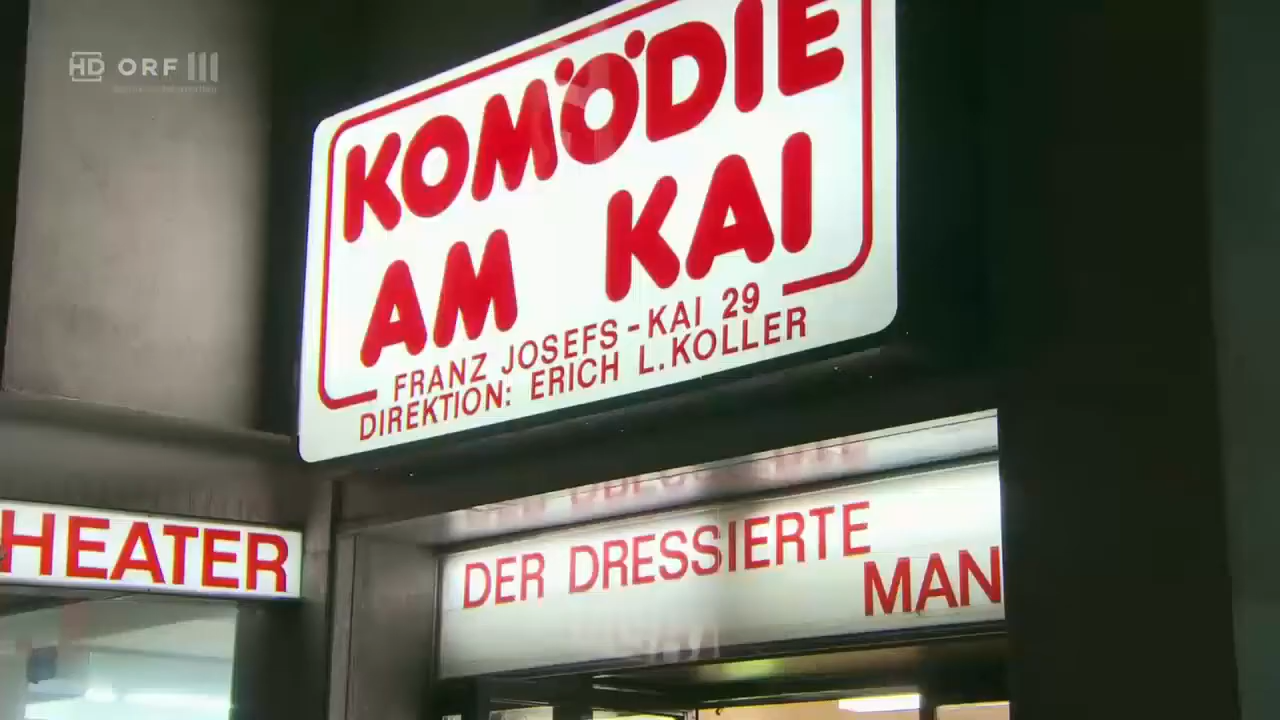 HD ORF III
KOMÖDIE
AM KAI
FRANZ JOSEFS-KAI 29
DIREKTION: ERICH L. KOLLER
HEATER
DER DRESSIERTE
MAN